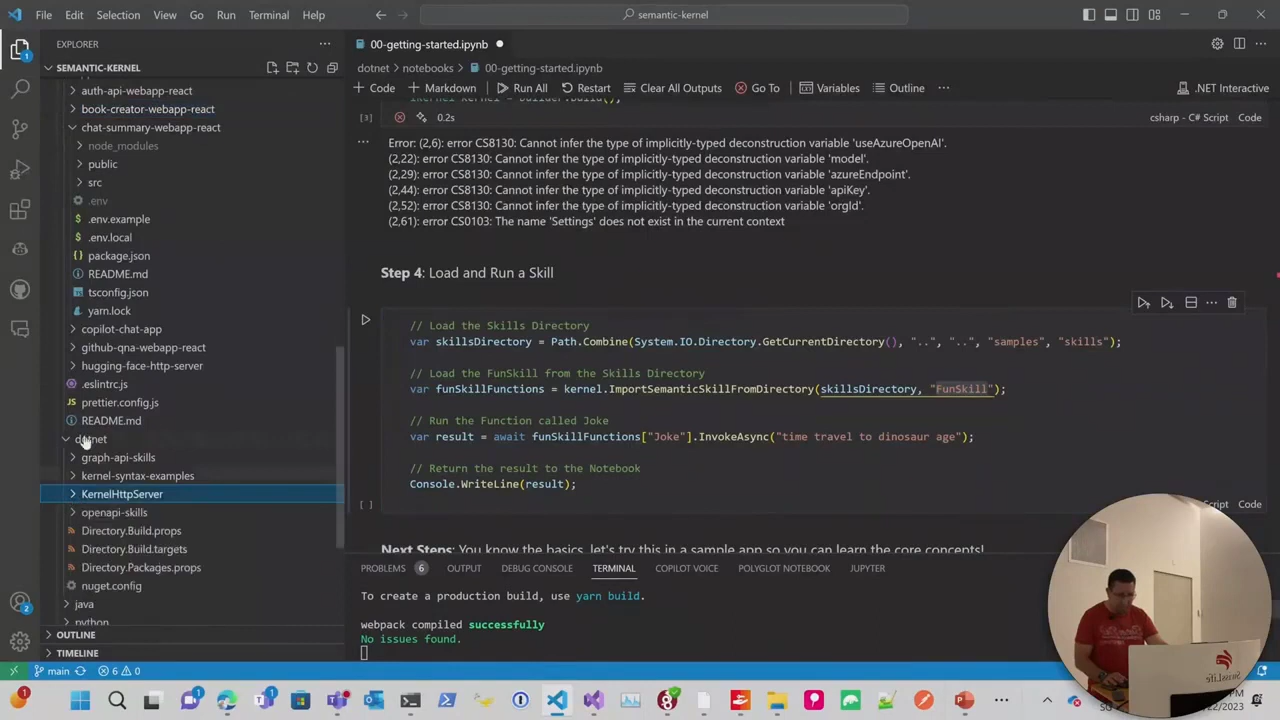 File Edit Selection View Go Run Terminal Help
semantic-kernel
EXPLORER
SEMANTIC-KERNEL
auth-api-webapp-react
book-creator-webapp-react
chat-summary-webapp-react
node_modules
public
src
.env
.env.example
.env.local
package.json
README.md
tsconfig.json
yarn.lock
copilot-chat-app
github-qna-webapp-react
hugging-face-http-server
.eslintrc.js
prettier.config.js
README.md
dotnet
graph-api-skills
kernel-syntax-examples
KernelHttpServer
openapi-skills
Directory.Build.props
Directory.Build.targets
Directory.Packages.props
nuget.config
java
python
OUTLINE
TIMELINE
00-getting-started.ipynb
dotnet > notebooks > 00-getting-started.ipynb
+ Code + Markdown Run All Restart Clear All Outputs Go To Variables Outline ... .NET Interactive
IKernel kernel = builder.Build();
[3] 0.2s csharp - C# Script Code
... Error: (2,6): error CS8130: Cannot infer the type of implicitly-typed deconstruction variable 'useAzureOpenAI'.
(2,22): error CS8130: Cannot infer the type of implicitly-typed deconstruction variable 'model'.
(2,29): error CS8130: Cannot infer the type of implicitly-typed deconstruction variable 'azureEndpoint'.
(2,44): error CS8130: Cannot infer the type of implicitly-typed deconstruction variable 'apiKey'.
(2,52): error CS8130: Cannot infer the type of implicitly-typed deconstruction variable 'orgId'.
(2,61): error CS0103: The name 'Settings' does not exist in the current context
Step 4: Load and Run a Skill
// Load the Skills Directory
var skillsDirectory = Path.Combine(System.IO.Directory.GetCurrentDirectory(), "..", "..", "samples", "skills");
// Load the FunSkill from the Skills Directory
var funSkillFunctions = kernel.ImportSemanticSkillFromDirectory(skillsDirectory, "FunSkill");
// Run the Function called Joke
var result = await funSkillFunctions["Joke"].InvokeAsync("time travel to dinosaur age");
// Return the result to the Notebook
Console.WriteLine(result);
[ ] Script Code
Next Steps: You know the basics, let's try this in a sample app so you can learn the core concepts!
PROBLEMS 6 OUTPUT DEBUG CONSOLE TERMINAL COPILOT VOICE POLYGLOT NOTEBOOK JUPYTER
To create a production build, use yarn build.
webpack compiled successfully
No issues found.
main 6 0
SwissLife